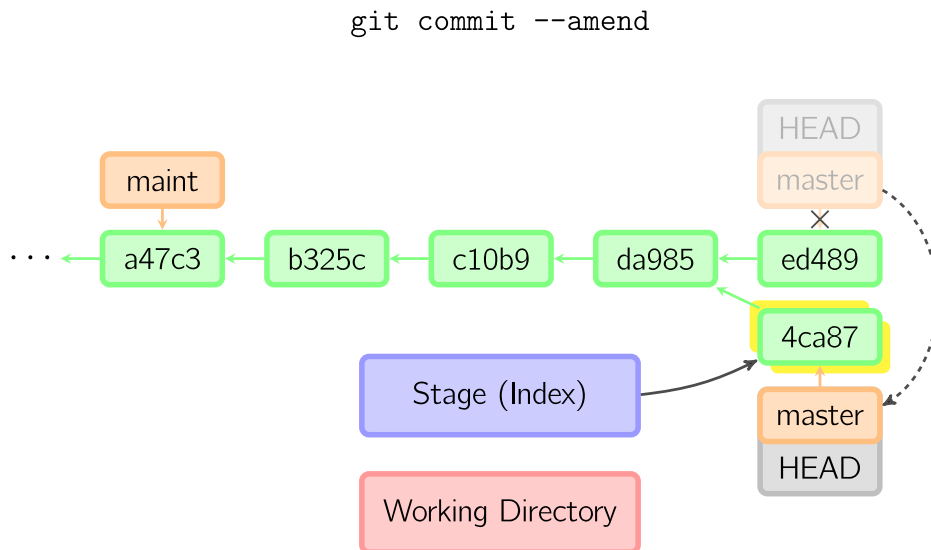 git commit --amend
HEAD
master
maint
... a47c3 b325c c10b9 da985 ed489
4ca87
Stage (Index)
master
HEAD
Working Directory